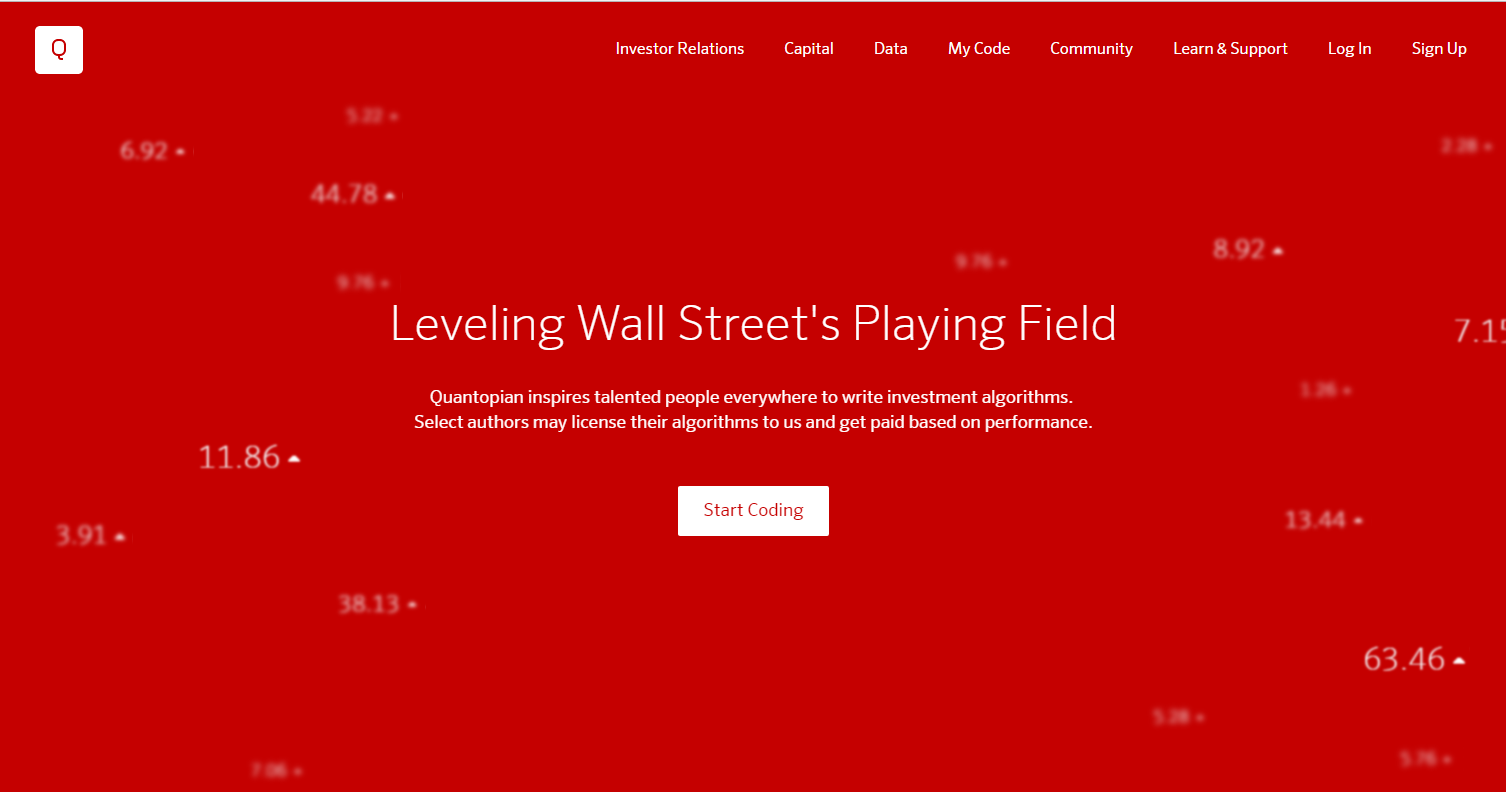 Q
Investor Relations Capital Data My Code Community Learn & Support Log In Sign Up
5.22
2.28
6.92
44.78
8.92
9.76
9.76
Leveling Wall Street's Playing Field
7.15
1.26
Quantopian inspires talented people everywhere to write investment algorithms.
Select authors may license their algorithms to us and get paid based on performance.
11.86
Start Coding
13.44
3.91
38.13
63.46
5.28
5.76
7.06